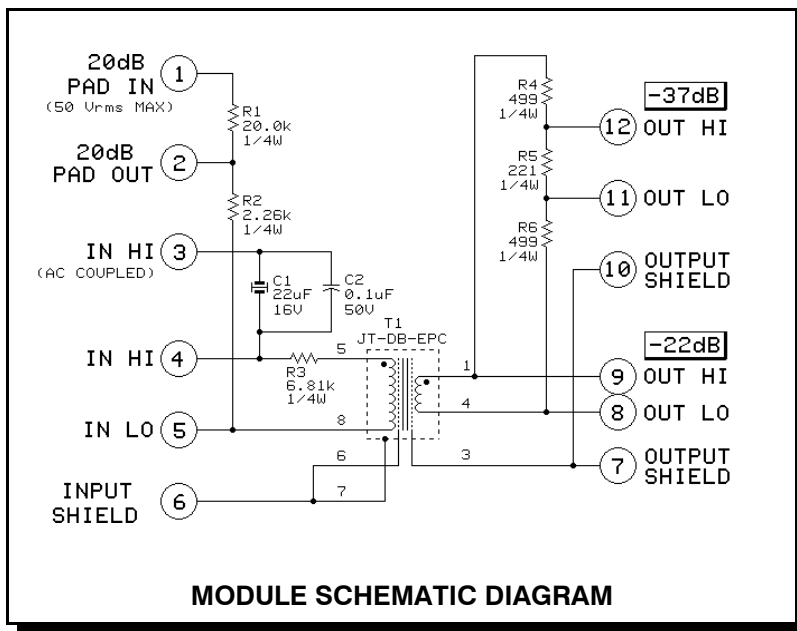 20dB
PAD IN
(50 Vrms MAX)
1
R1
20.0k
1/4W
20dB
PAD OUT
2
R2
2.26k
1/4W
IN HI
(AC COUPLED)
3
C1
22uF
16V
C2
0.1uF
50V
IN HI
4
R3
6.81k
1/4W
IN LO
5
INPUT
SHIELD
6
T1
JT-DB-EPC
5
8
6
7
1
4
3
R4
499
1/4W
R5
221
1/4W
R6
499
1/4W
-37dB
12 OUT HI
11 OUT LO
10 OUTPUT
SHIELD
-22dB
9 OUT HI
8 OUT LO
7 OUTPUT
SHIELD
MODULE SCHEMATIC DIAGRAM